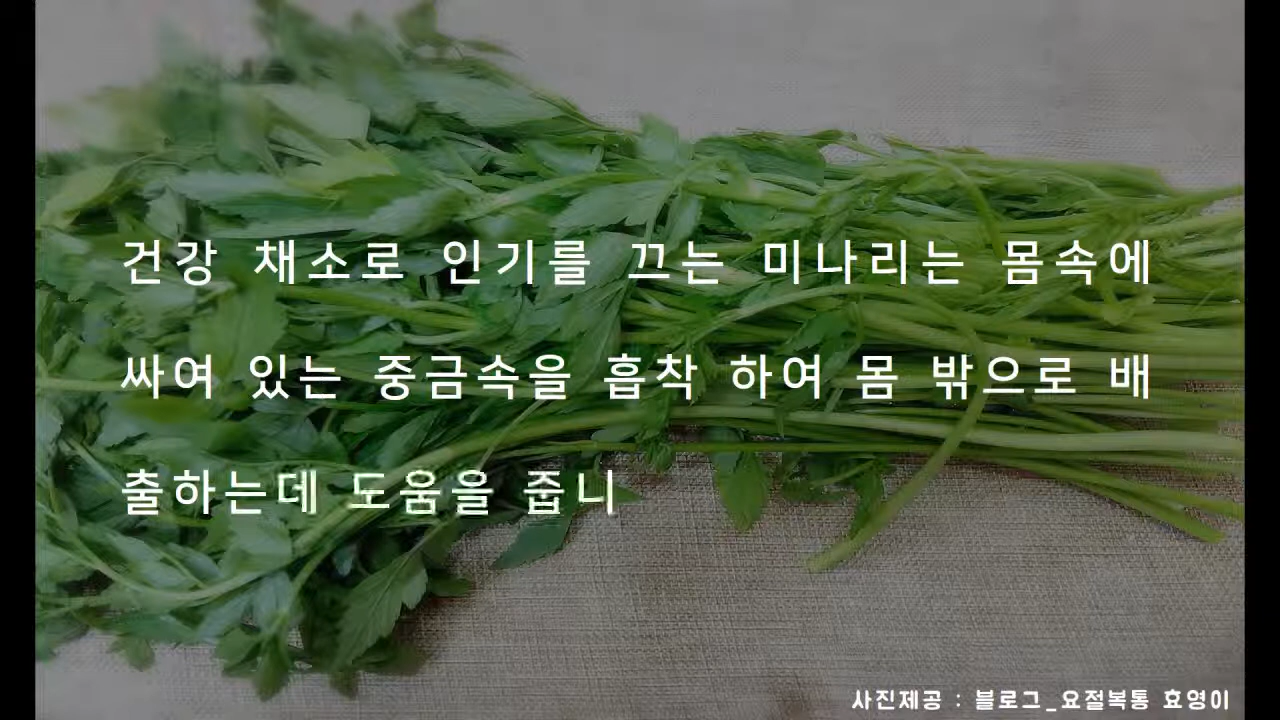 건강 채소로 인기를 끄는 미나리는 몸속에
싸여 있는 중금속을 흡착 하여 몸 밖으로 배
출하는데 도움을 줍니
사진제공 : 블로그_요절복통 효영이